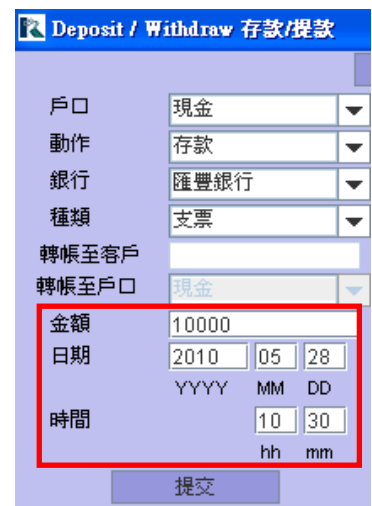 Deposit / Withdraw 存款/提款
戶口 現金
動作 存款
銀行 匯豐銀行
種類 支票
轉帳至客戶
轉帳至戶口 現金
金額 10000
日期 2010 05 28
YYYY MM DD
時間 10 30
hh mm
提交